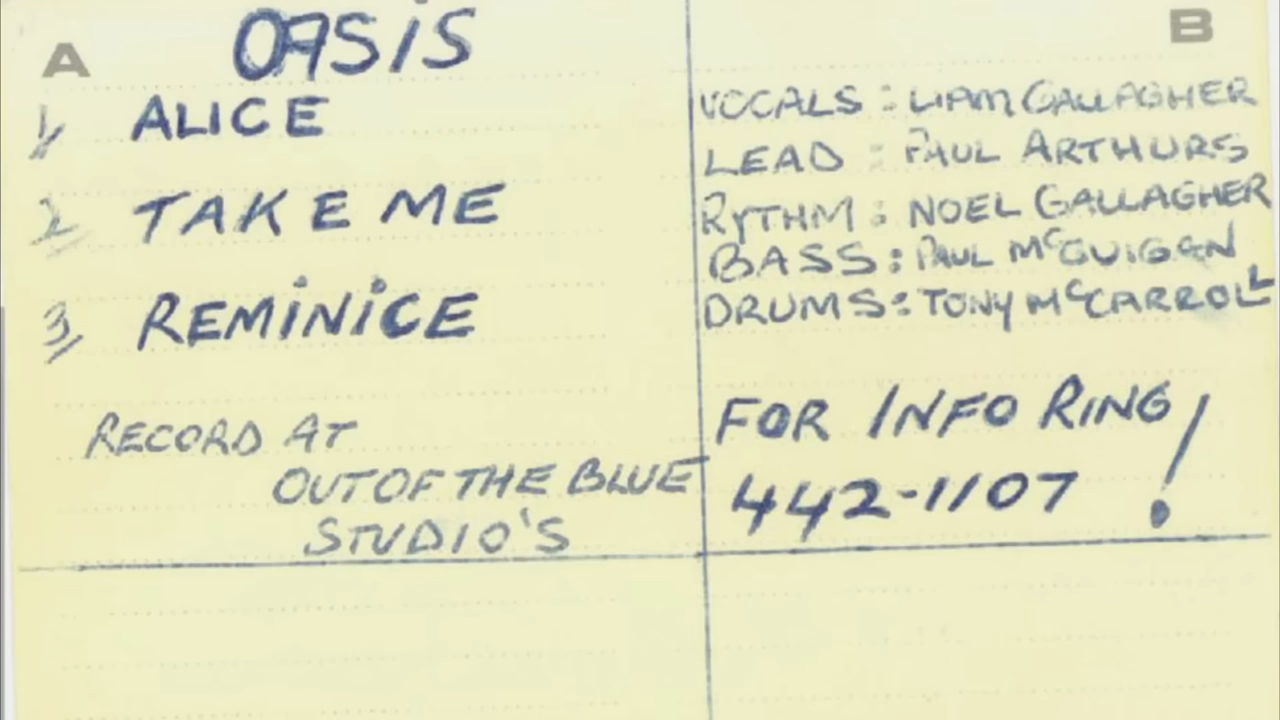 A
OASIS
1, ALICE
2, TAKE ME
3, REMINICE
RECORD AT
OUT OF THE BLUE
STUDIO'S
B
VOCALS : LIAM GALLAGHER
LEAD : PAUL ARTHURS
RYTHM : NOEL GALLAGHER
BASS : PAUL McGUIGAN
DRUMS : TONY McCARROLL
FOR INFO RING
442-1107 !